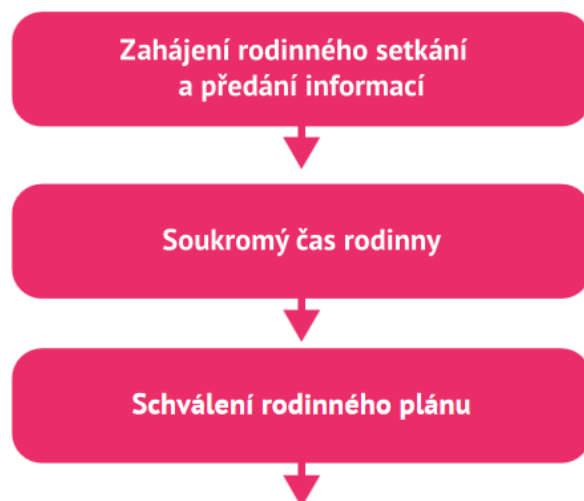 Zahájení rodinného setkání
a předání informací
Soukromý čas rodinny
Schválení rodinného plánu